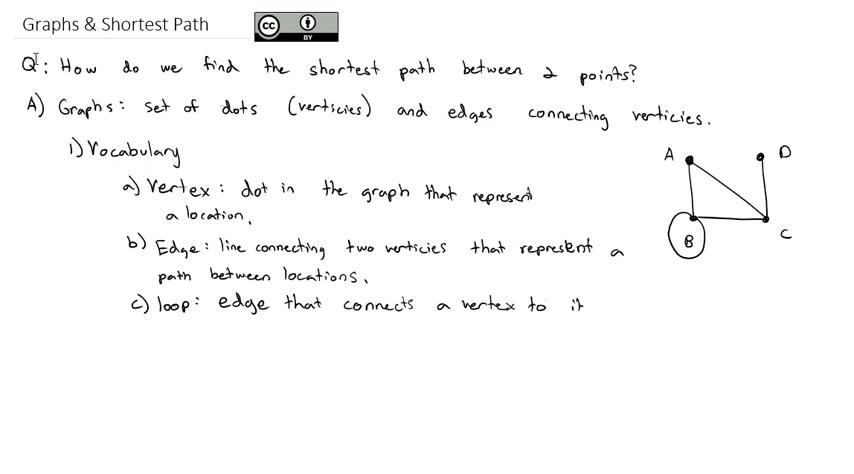 Graphs & Shortest Path
cc BY
Q: How do we find the shortest path between 2 points?
A) Graphs: set of dots (verticies) and edges connecting verticies.
1) Vocabulary
a) Vertex: dot in the graph that represent
a location.
b) Edge: line connecting two verticies that represent a
path between locations.
c) loop: edge that connects a vertex to it
A
D
B
C